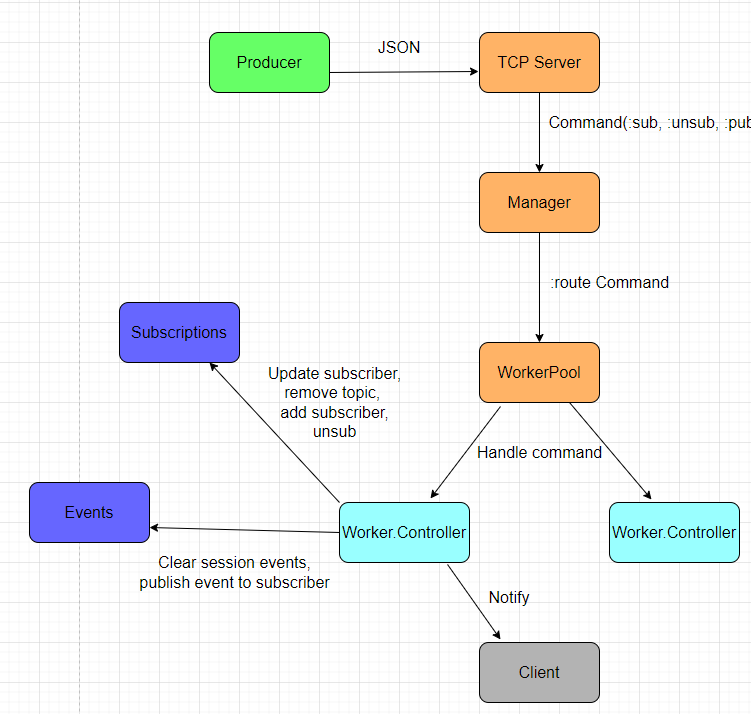 JSON
Producer
TCP Server
Command(:sub, :unsub, :pub
Manager
:route Command
Subscriptions
Update subscriber,
remove topic,
add subscriber,
unsub
WorkerPool
Handle command
Events
Worker.Controller
Worker.Controller
Clear session events,
publish event to subscriber
Notify
Client